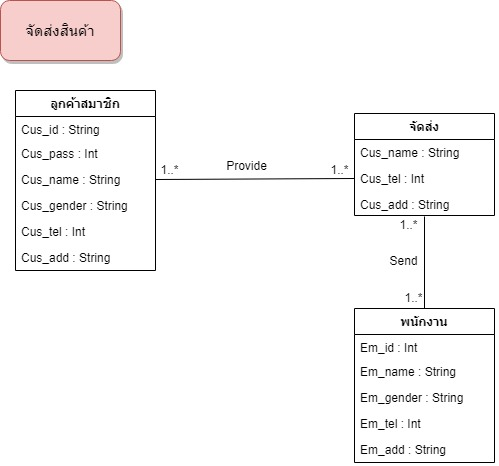 จัดส่งสินค้า
ลูกค้าสมาชิก
Cus_id : String
Cus_pass : Int
Cus_name : String
Cus_gender : String
Cus_tel : Int
Cus_add : String
1..*
Provide
1..*
จัดส่ง
Cus_name : String
Cus_tel : Int
Cus_add : String
1..*
Send
1..*
พนักงาน
Em_id : Int
Em_name : String
Em_gender : String
Em_tel : Int
Em_add : String